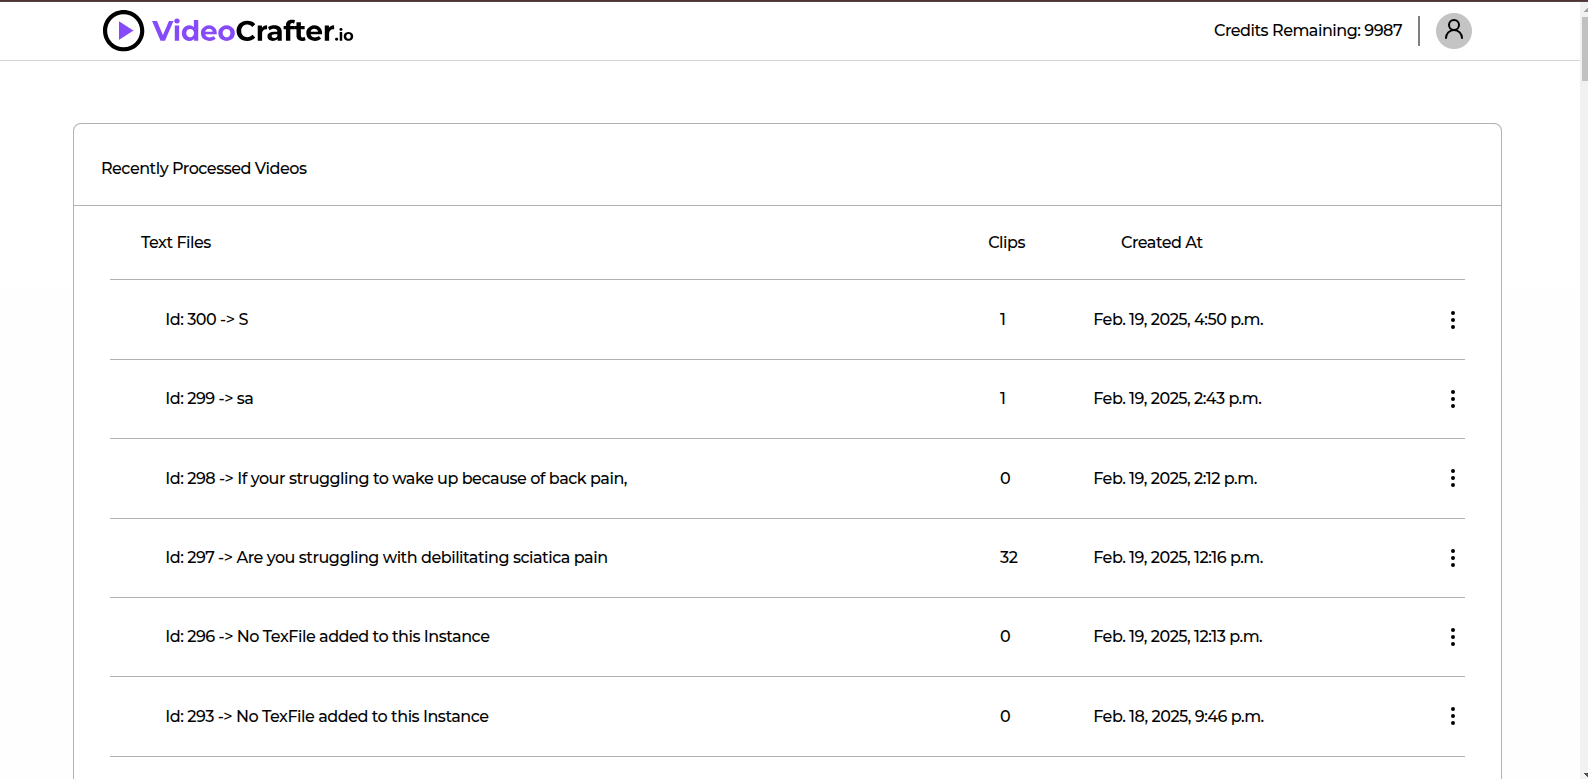 VideoCrafter.io
Credits Remaining: 9987
Recently Processed Videos
Text Files Clips Created At
Id: 300 -> S 1 Feb. 19, 2025, 4:50 p.m.
Id: 299 -> sa 1 Feb. 19, 2025, 2:43 p.m.
Id: 298 -> If your struggling to wake up because of back pain, 0 Feb. 19, 2025, 2:12 p.m.
Id: 297 -> Are you struggling with debilitating sciatica pain 32 Feb. 19, 2025, 12:16 p.m.
Id: 296 -> No TexFile added to this Instance 0 Feb. 19, 2025, 12:13 p.m.
Id: 293 -> No TexFile added to this Instance 0 Feb. 18, 2025, 9:46 p.m.